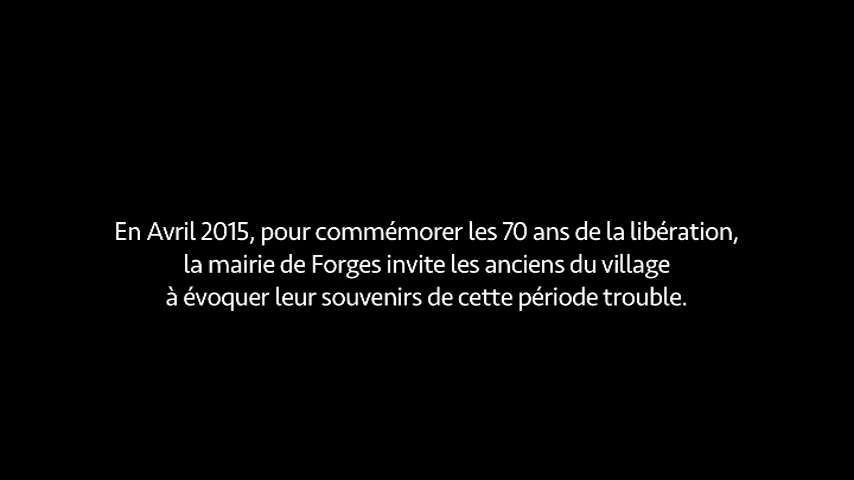 En Avril 2015, pour commémorer les 70 ans de la libération,
la mairie de Forges invite les anciens du village
à évoquer leur souvenirs de cette période trouble.